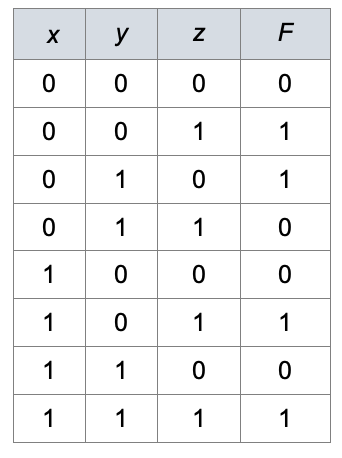 x y z F
0 0 0 0
0 0 1 1
0 1 0 1
0 1 1 0
1 0 0 0
1 0 1 1
1 1 0 0
1 1 1 1